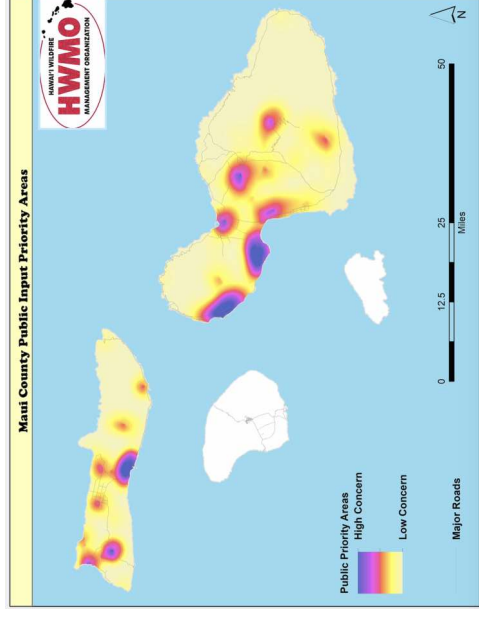 Maui County Public Input Priority Areas
HAWAI'I WILDFIRE
HWMO
MANAGEMENT ORGANIZATION
Public Priority Areas
High Concern
Low Concern
Major Roads
0
12.5
25
50
Miles
N